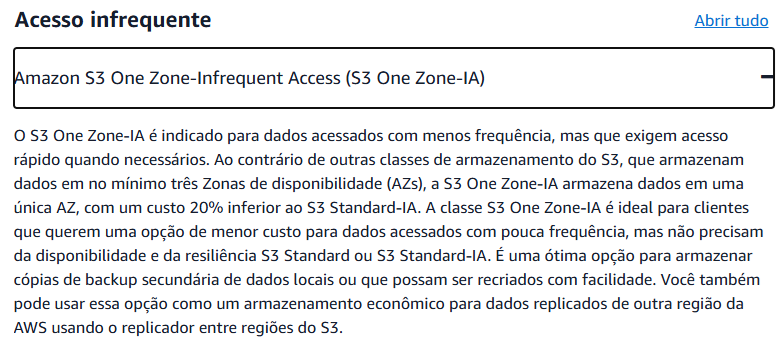 Acesso infrequente
Abrir tudo
Amazon S3 One Zone-Infrequent Access (S3 One Zone-IA)
O S3 One Zone-IA é indicado para dados acessados com menos frequência, mas que exigem acesso
rápido quando necessários. Ao contrário de outras classes de armazenamento do S3, que armazenam
dados em no mínimo três Zonas de disponibilidade (AZs), a S3 One Zone-IA armazena dados em uma
única AZ, com um custo 20% inferior ao S3 Standard-IA. A classe S3 One Zone-IA é ideal para clientes
que querem uma opção de menor custo para dados acessados com pouca frequência, mas não precisam
da disponibilidade e da resiliência S3 Standard ou S3 Standard-IA. É uma ótima opção para armazenar
cópias de backup secundária de dados locais ou que possam ser recriados com facilidade. Você também
pode usar essa opção como um armazenamento econômico para dados replicados de outra região da
AWS usando o replicador entre regiões do S3.